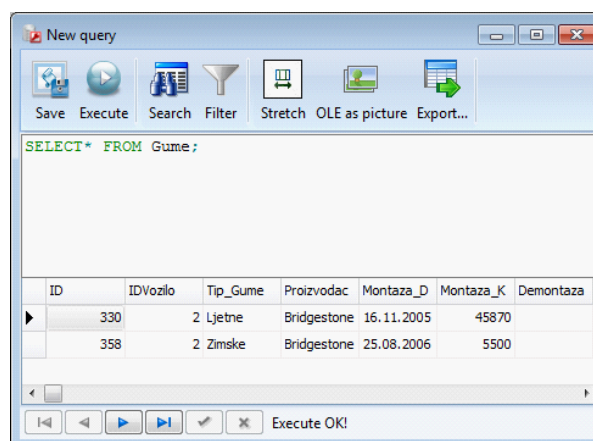 New query
Save Execute Search Filter Stretch OLE as picture Export...
SELECT* FROM Gume;
ID IDVozilo Tip_Gume Proizvodac Montaza_D Montaza_K Demontaza
330 2 Ljetne Bridgestone 16.11.2005 45870
358 2 Zimske Bridgestone 25.08.2006 5500
Execute OK!